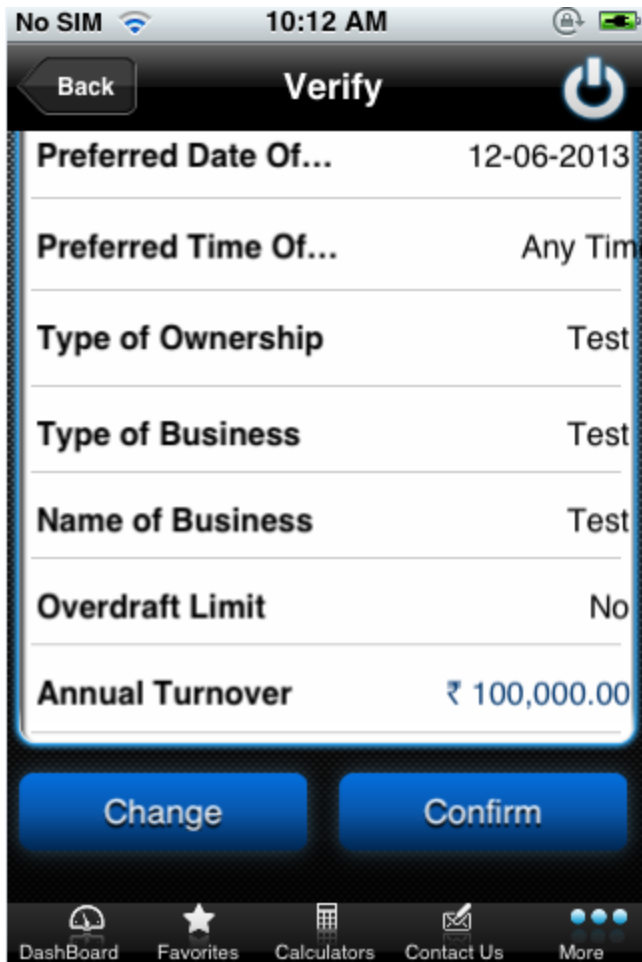 No SIM 10:12 AM
Back Verify
Preferred Date Of... 12-06-2013
Preferred Time Of... Any Tim
Type of Ownership Test
Type of Business Test
Name of Business Test
Overdraft Limit No
Annual Turnover ₹ 100,000.00
Change Confirm
DashBoard Favorites Calculators Contact Us More